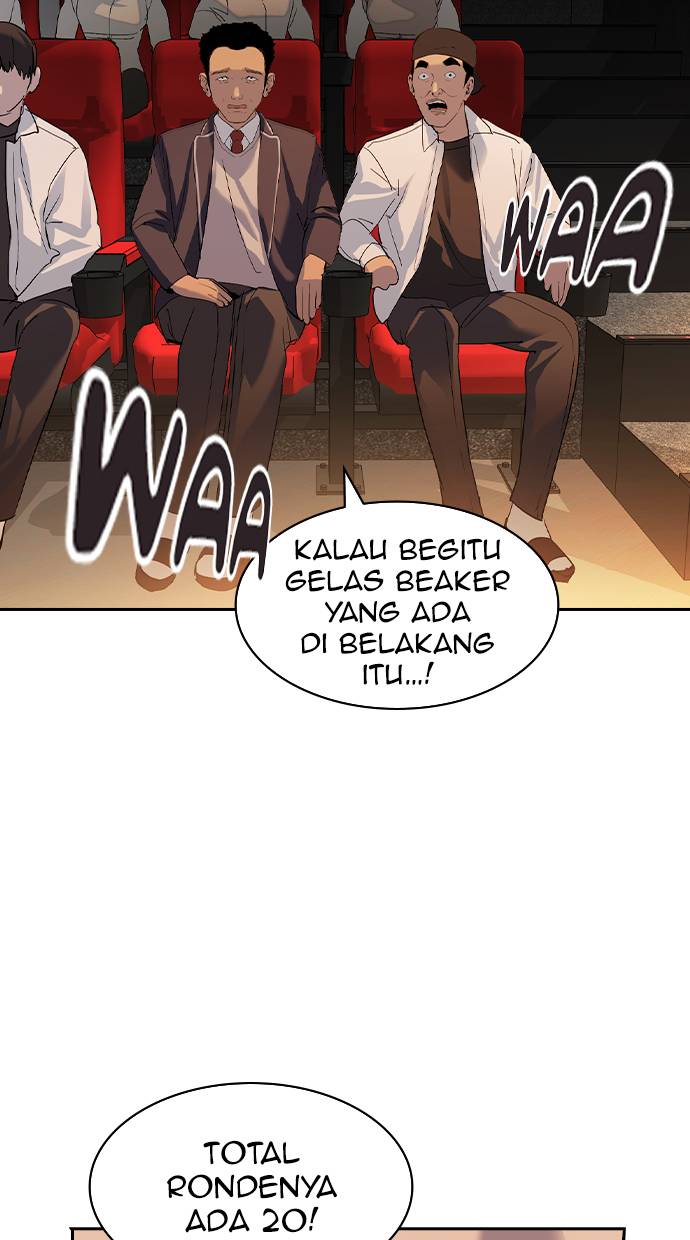 WAA
WAA
KALAU BEGITU
GELAS BEAKER
YANG ADA
DI BELAKANG
ITU...!
TOTAL
RONDENYA
ADA 20!